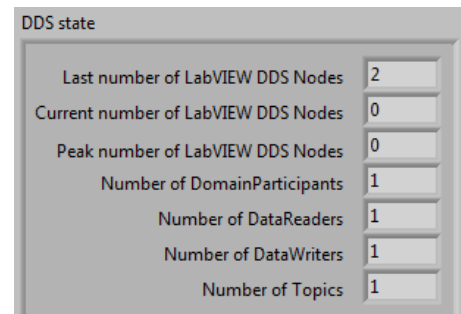 DDS state
Last number of LabVIEW DDS Nodes 2
Current number of LabVIEW DDS Nodes 0
Peak number of LabVIEW DDS Nodes 0
Number of DomainParticipants 1
Number of DataReaders 1
Number of DataWriters 1
Number of Topics 1